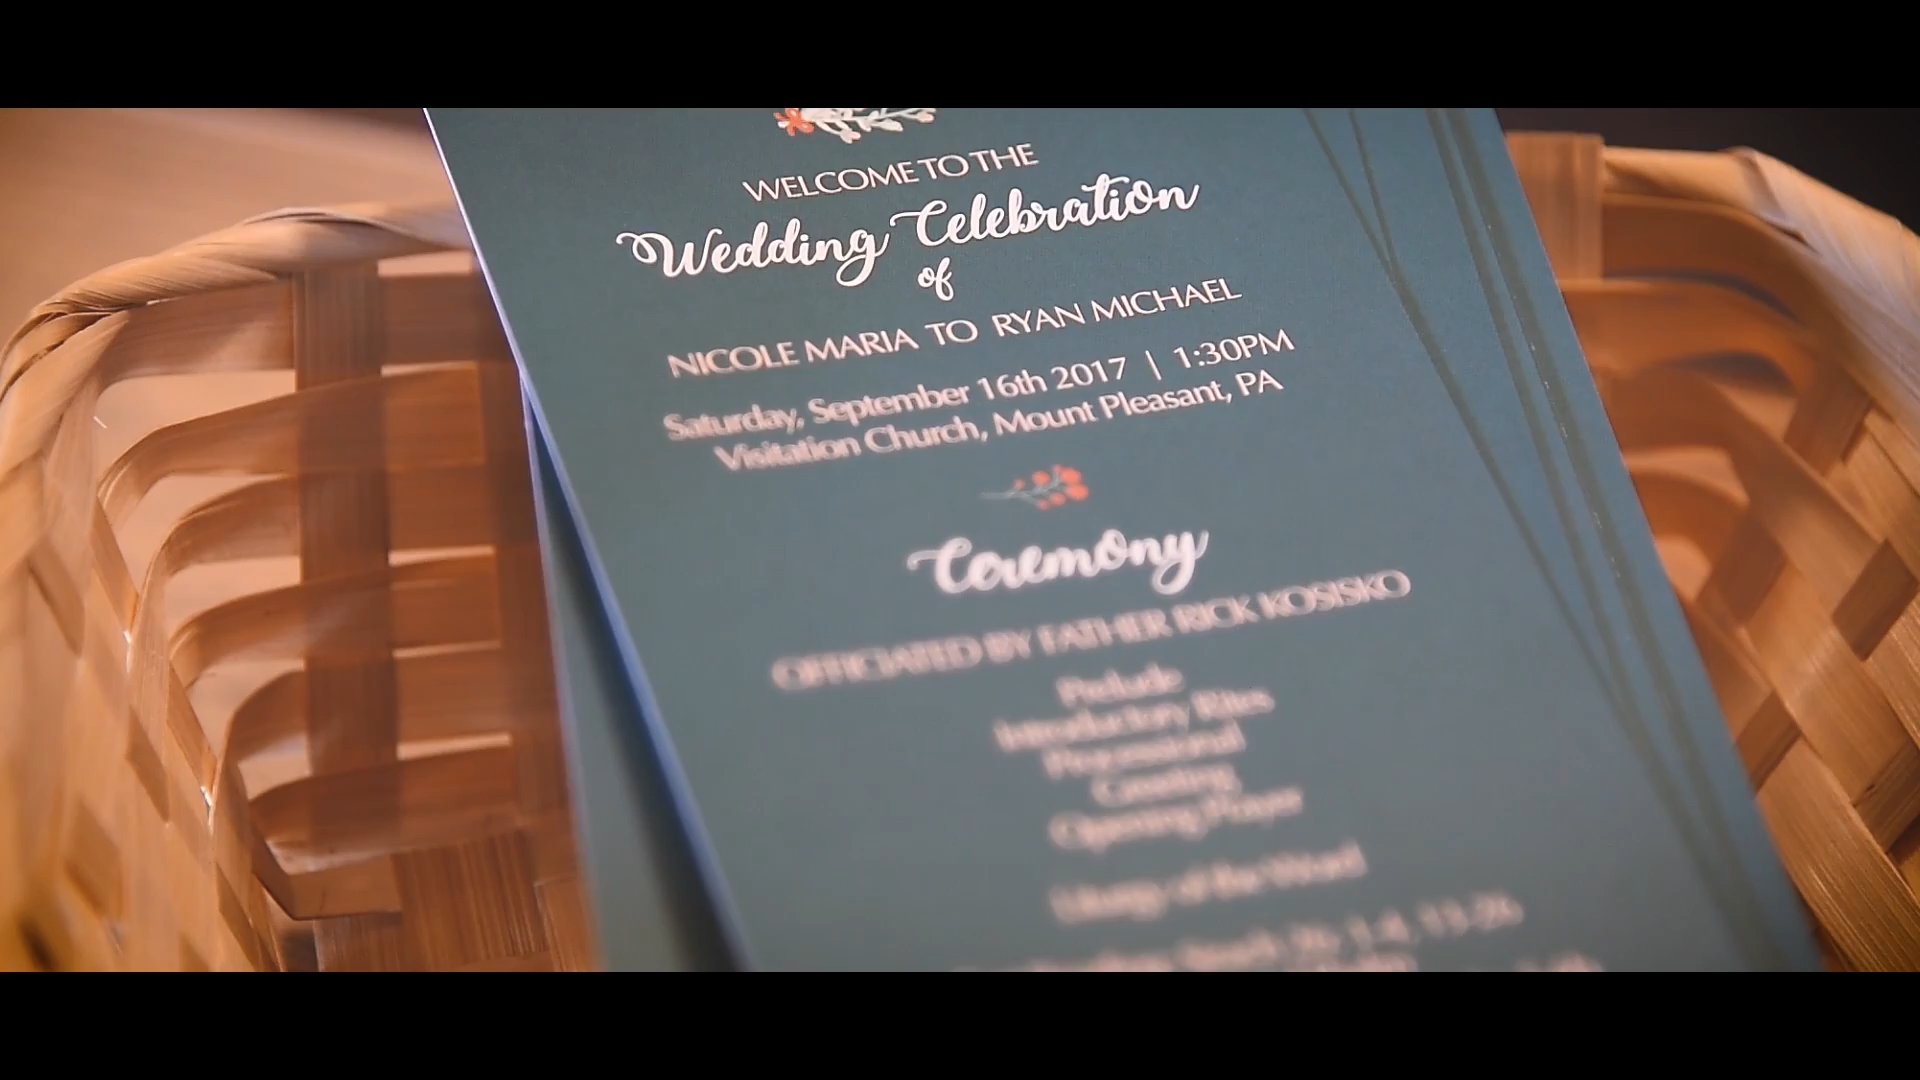 WELCOME TO THE
Wedding Celebration
of
NICOLE MARIA TO RYAN MICHAEL
Saturday, September 16th 2017 | 1:30PM
Visitation Church, Mount Pleasant, PA
Ceremony
OFFICIATED BY FATHER RICK KOSISKO
Prelude
Introductory Rites
Processional
Greeting
Opening Prayer
Liturgy of the Word